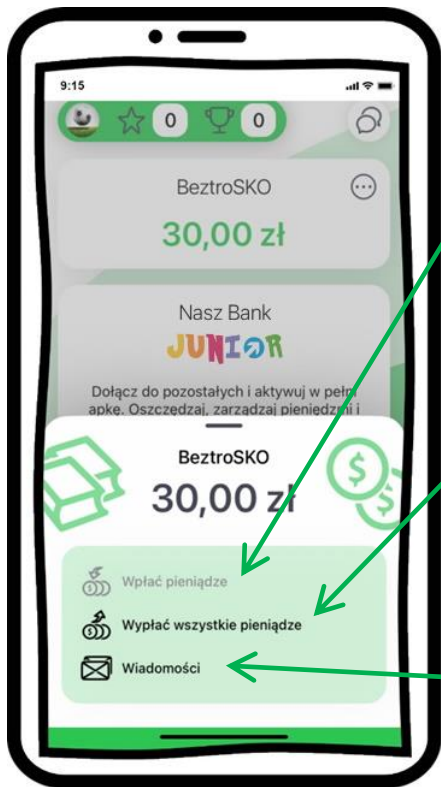 9:15
0 0
BeztroSKO
30,00 zł
Nasz Bank
JUNIOR
Dołącz do pozostałych i aktywuj w pełni
apkę. Oszczędzaj, zarządzaj pieniędzmi i
BeztroSKO
30,00 zł
Wpłać pieniądze
Wypłać wszystkie pieniądze
Wiadomości